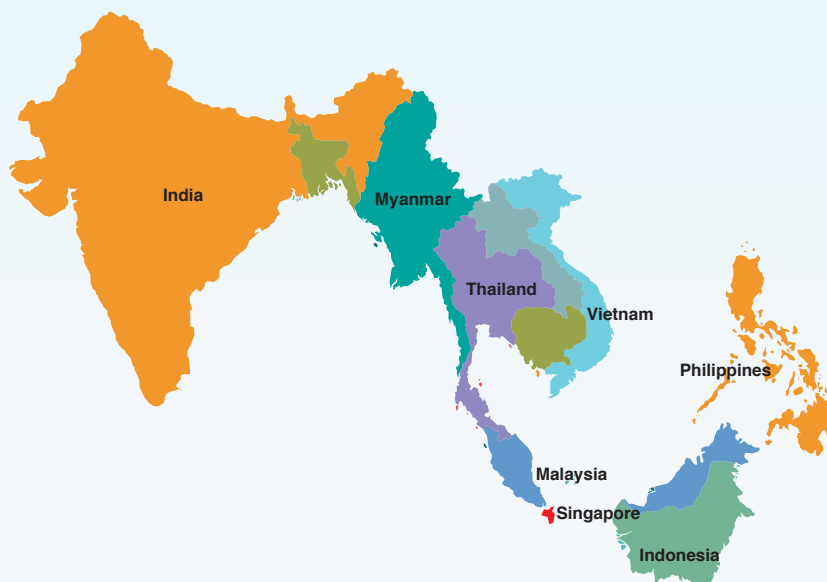 India
Myanmar
Thailand
Vietnam
Philippines
Malaysia
Singapore
Indonesia